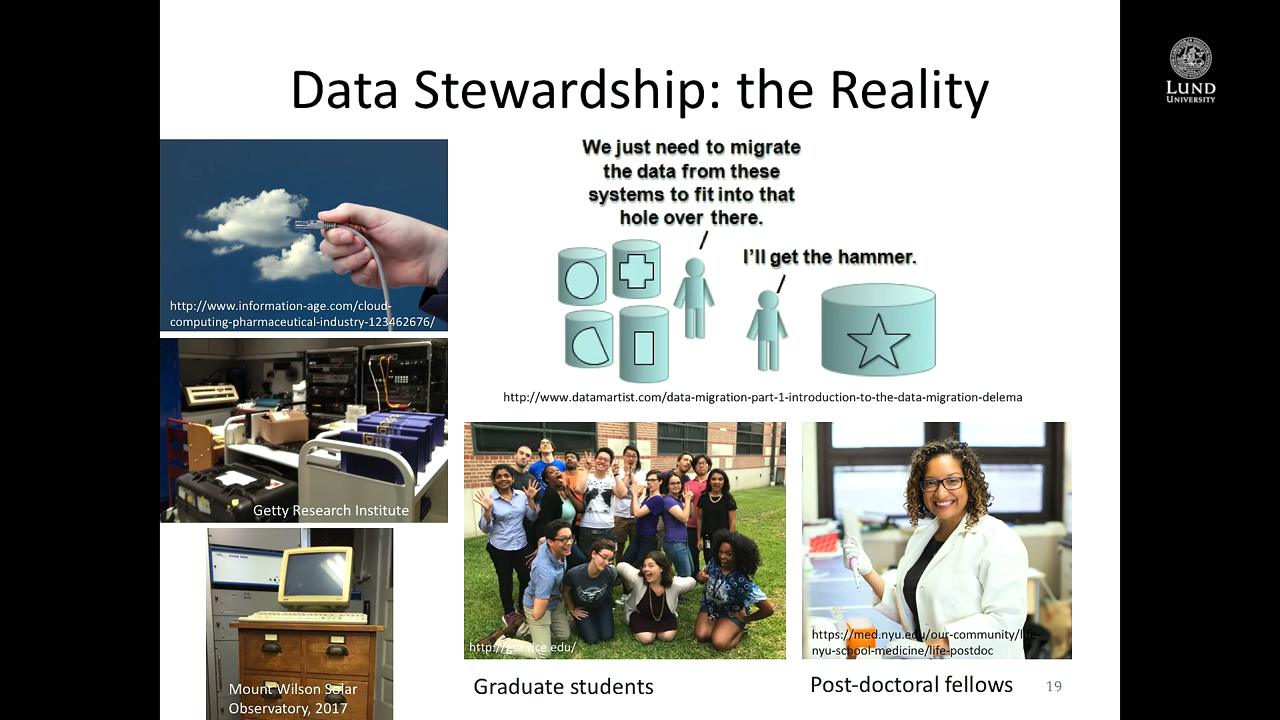 Data Stewardship: the Reality
LUND
UNIVERSITY
We just need to migrate
the data from these
systems to fit into that
hole over there.
I'll get the hammer.
http://www.information-age.com/cloud-
computing-pharmaceutical-industry-123462676/
http://www.datamartist.com/data-migration-part-1-introduction-to-the-data-migration-delema
Getty Research Institute
Mount Wilson Solar
Observatory, 2017
http://gsa.rice.edu/
Graduate students
https://med.nyu.edu/our-community/life-
nyu-school-medicine/life-postdoc
Post-doctoral fellows
19